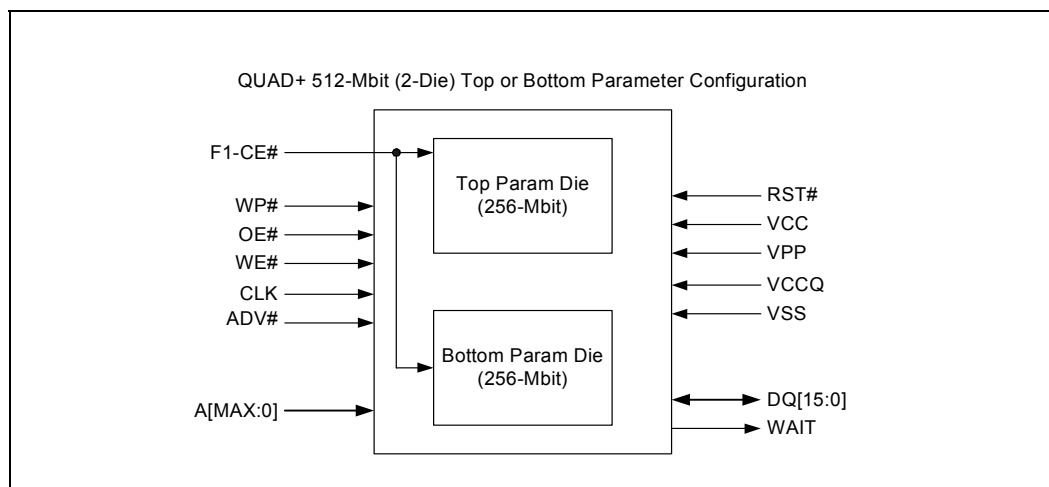 QUAD+ 512-Mbit (2-Die) Top or Bottom Parameter Configuration
F1-CE#
WP#
OE#
WE#
CLK
ADV#
A[MAX:0]
Top Param Die
(256-Mbit)
Bottom Param Die
(256-Mbit)
RST#
VCC
VPP
VCCQ
VSS
DQ[15:0]
WAIT